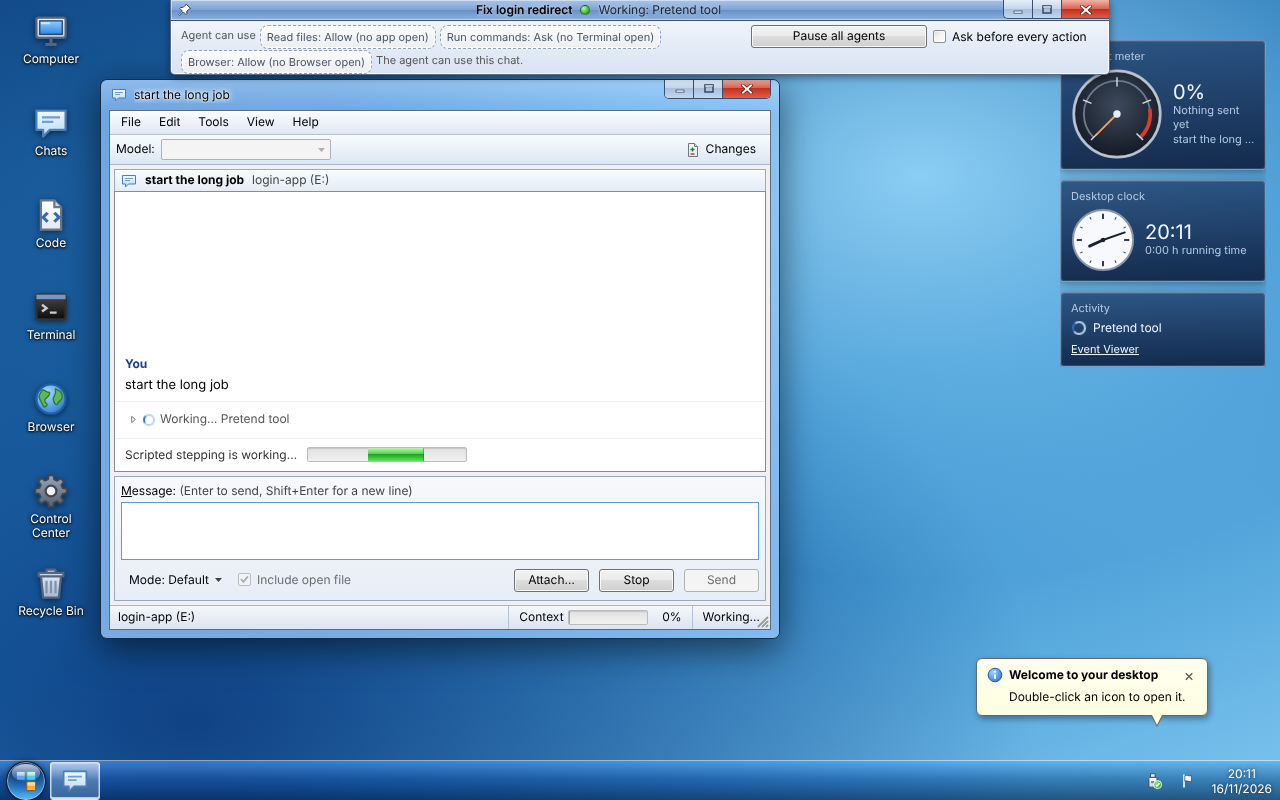 Fix login redirect Working: Pretend tool
Agent can use Read files: Allow (no app open) Run commands: Ask (no Terminal open)
Browser: Allow (no Browser open) The agent can use this chat.
Pause all agents Ask before every action
Computer
Chats
Code
Terminal
Browser
Control
Center
Recycle Bin
start the long job
File Edit Tools View Help
Model: Changes
start the long job login-app (E:)
You
start the long job
Working... Pretend tool
Scripted stepping is working...
Message: (Enter to send, Shift+Enter for a new line)
Mode: Default Include open file Attach... Stop Send
login-app (E:) Context 0% Working...
meter
0%
Nothing sent
yet
start the long ...
Desktop clock
20:11
0:00 h running time
Activity
Pretend tool
Event Viewer
Welcome to your desktop
Double-click an icon to open it.
20:11
16/11/2026